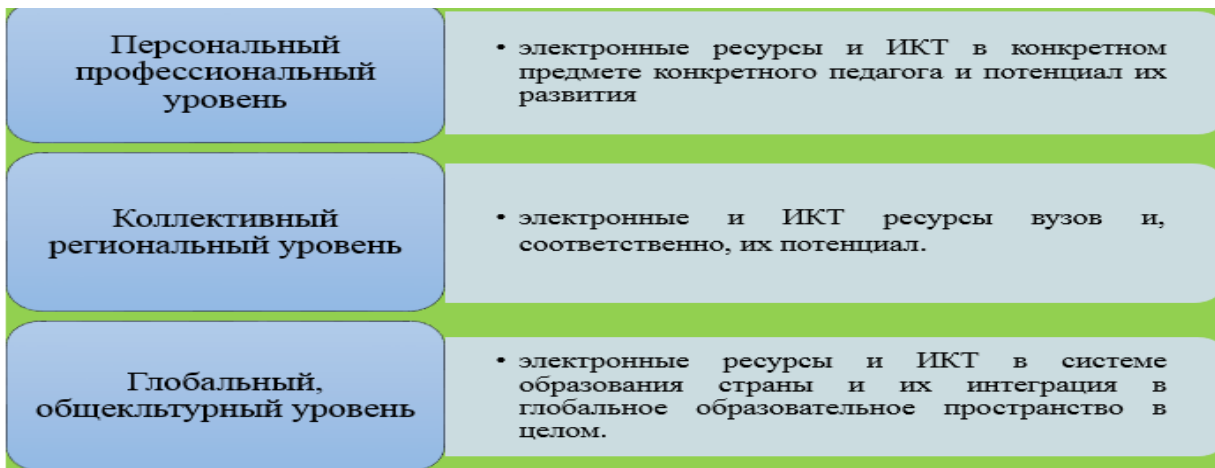 Персональный
профессиональный
уровень
• электронные ресурсы и ИКТ в конкретном
предмете конкретного педагога и потенциал их
развития
Коллективный
региональный уровень
• электронные и ИКТ ресурсы вузов и,
соответственно, их потенциал.
Глобальный,
общекльтурный уровень
• электронные ресурсы и ИКТ в системе
образования страны и их интеграция в
глобальное образовательное пространство в
целом.